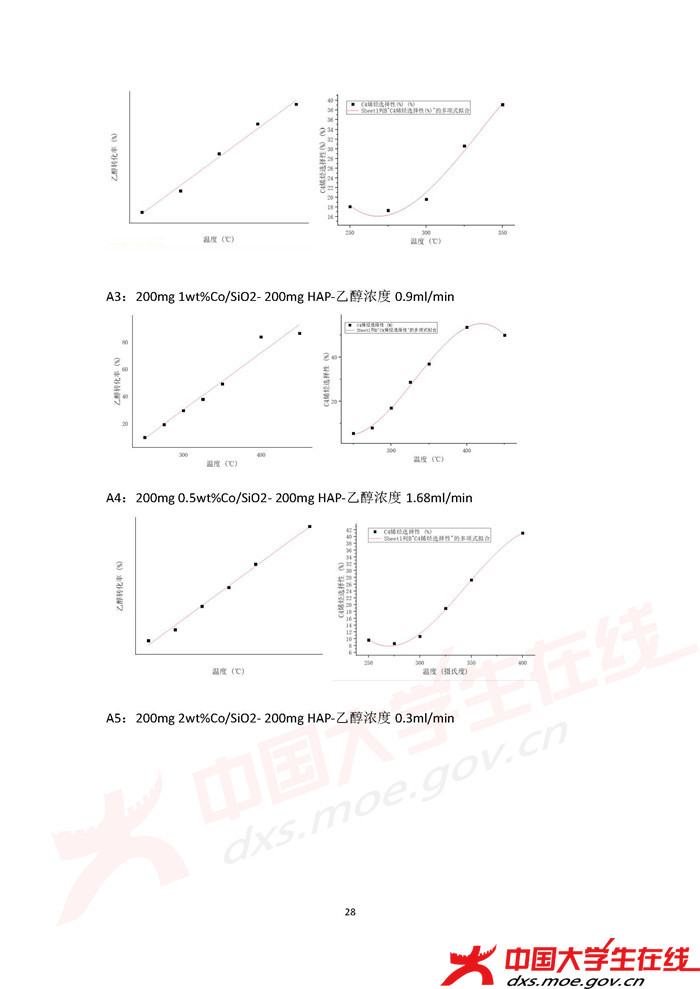 乙醇转化率 (%)
温度 (℃)
C4烯烃选择性(%) (%)
Sheet1列B"C4烯烃选择性(%)"的多项式拟合
C4烯烃选择性(%) (%)
40
38
36
34
32
30
28
26
24
22
20
18
16
250 300 350
温度 (℃)
A3：200mg 1wt%Co/SiO2- 200mg HAP-乙醇浓度 0.9ml/min
乙醇转化率 (%)
80
60
40
20
300 400
温度 (℃)
C4烯烃选择性 (%)
Sheet1列B"C4烯烃选择性"的多项式拟合
C4烯烃选择性 (%)
40
20
300 400
温度 (℃)
A4：200mg 0.5wt%Co/SiO2- 200mg HAP-乙醇浓度 1.68ml/min
乙醇转化率 (%)
温度 (℃)
C4烯烃选择性 (%)
Sheet1列B"C4烯烃选择性"的多项式拟合
C4烯烃选择性 (%)
42
40
38
36
34
32
30
28
26
24
22
20
18
16
14
12
10
8
6
250 300 350 400
温度 (摄氏度)
A5：200mg 2wt%Co/SiO2- 200mg HAP-乙醇浓度 0.3ml/min
中国大学生在线
dxs.moe.gov.cn
28
中国大学生在线
dxs.moe.gov.cn